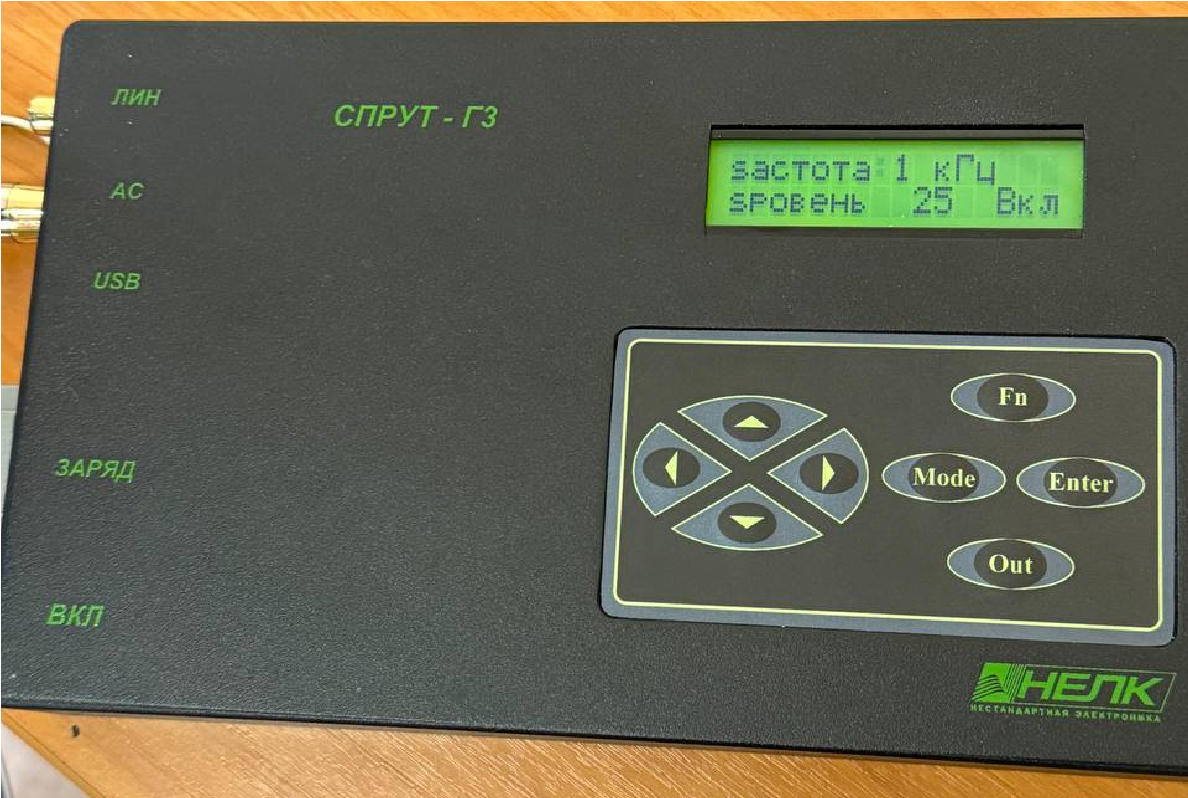 ЛИН
СПРУТ - Г3
АС
USB
ЗАРЯД
ВКЛ
sастота:1 кГц
sровень 25 Вкл
Fn
Mode
Enter
Out
НЕЛК
НЕСТАНДАРТНАЯ ЭЛЕКТРОНИКА